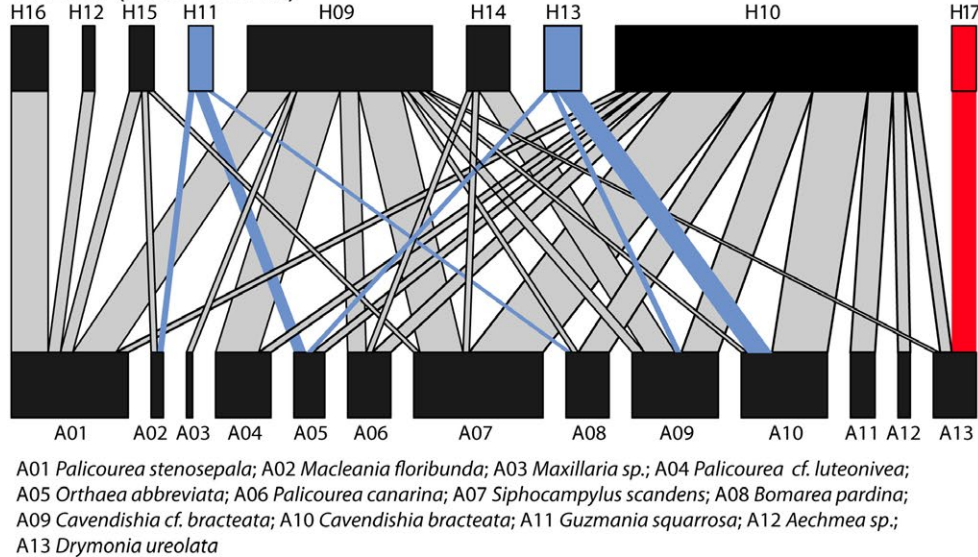 H16 H12 H15 H11 H09 H14 H13 H10 H17
A01 A02 A03 A04 A05 A06 A07 A08 A09 A10 A11 A12 A13
A01 Palicourea stenosepala; A02 Macleania floribunda; A03 Maxillaria sp.; A04 Palicourea cf. luteonivea;
A05 Orthaea abbreviata; A06 Palicourea canarina; A07 Siphocampylus scandens; A08 Bomarea pardina;
A09 Cavendishia cf. bracteata; A10 Cavendishia bracteata; A11 Guzmania squarrosa; A12 Aechmea sp.;
A13 Drymonia ureolata